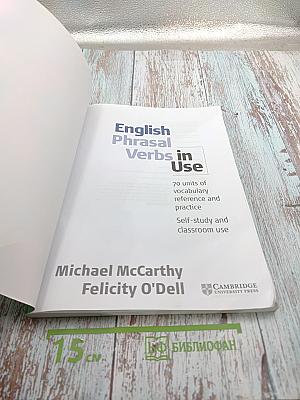 English
Phrasal
Verbs in
Use
70 units of
vocabulary
reference and
practice
Self-study and
classroom use
Michael McCarthy
Felicity O'Dell
CAMBRIDGE
UNIVERSITY PRESS
15 см
БИБЛИОФАН